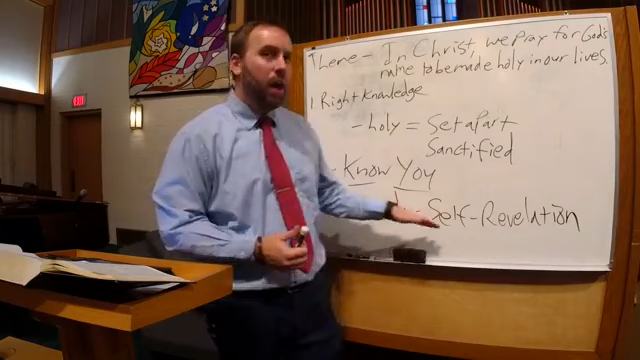 Theme - In Christ, we pray for God's
name to be made holy in our lives.
1. Right Knowledge
- holy = Set apart
Sanctified
Know You
Self-Revelation
EXIT